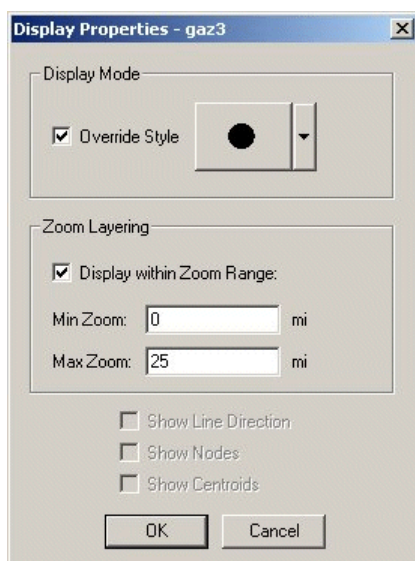 Display Properties - gaz3
Display Mode
Override Style
Zoom Layering
Display within Zoom Range:
Min Zoom: 0 mi
Max Zoom: 25 mi
Show Line Direction
Show Nodes
Show Centroids
OK Cancel